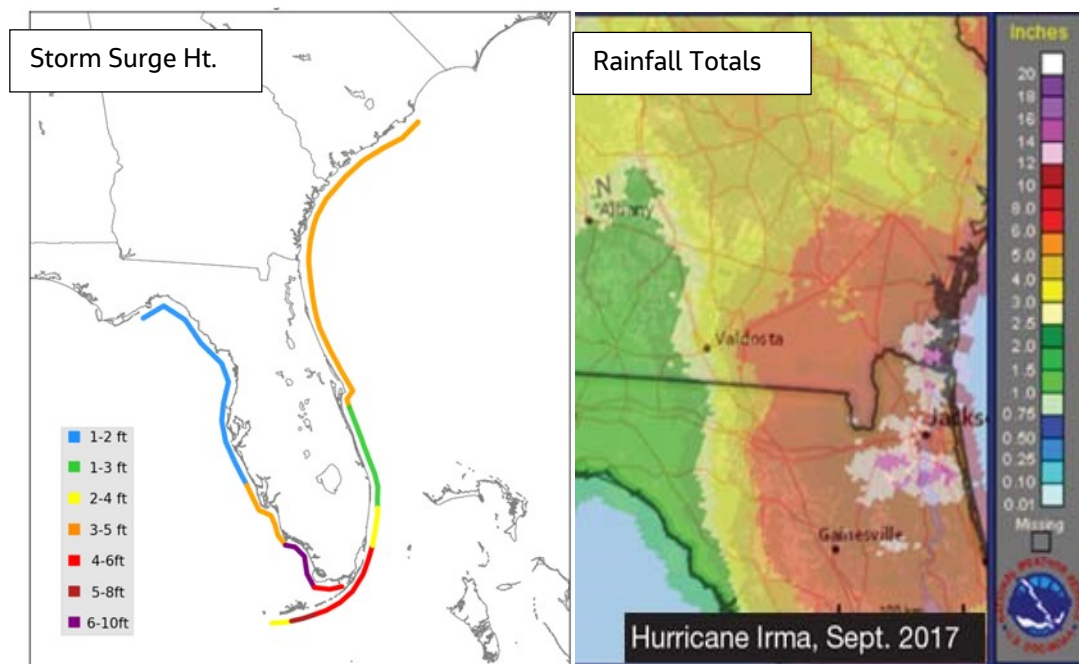 Storm Surge Ht.
1-2 ft
1-3 ft
2-4 ft
3-5 ft
4-6ft
5-8ft
6-10ft
Rainfall Totals
Inches
20
18
16
14
12
10
8.0
6.0
5.0
4.0
3.0
2.5
2.0
1.5
1.0
0.75
0.50
0.25
0.10
0.01
Missing
N
Albany
Valdosta
Jacks
Gainesville
100 km
Hurricane Irma, Sept. 2017